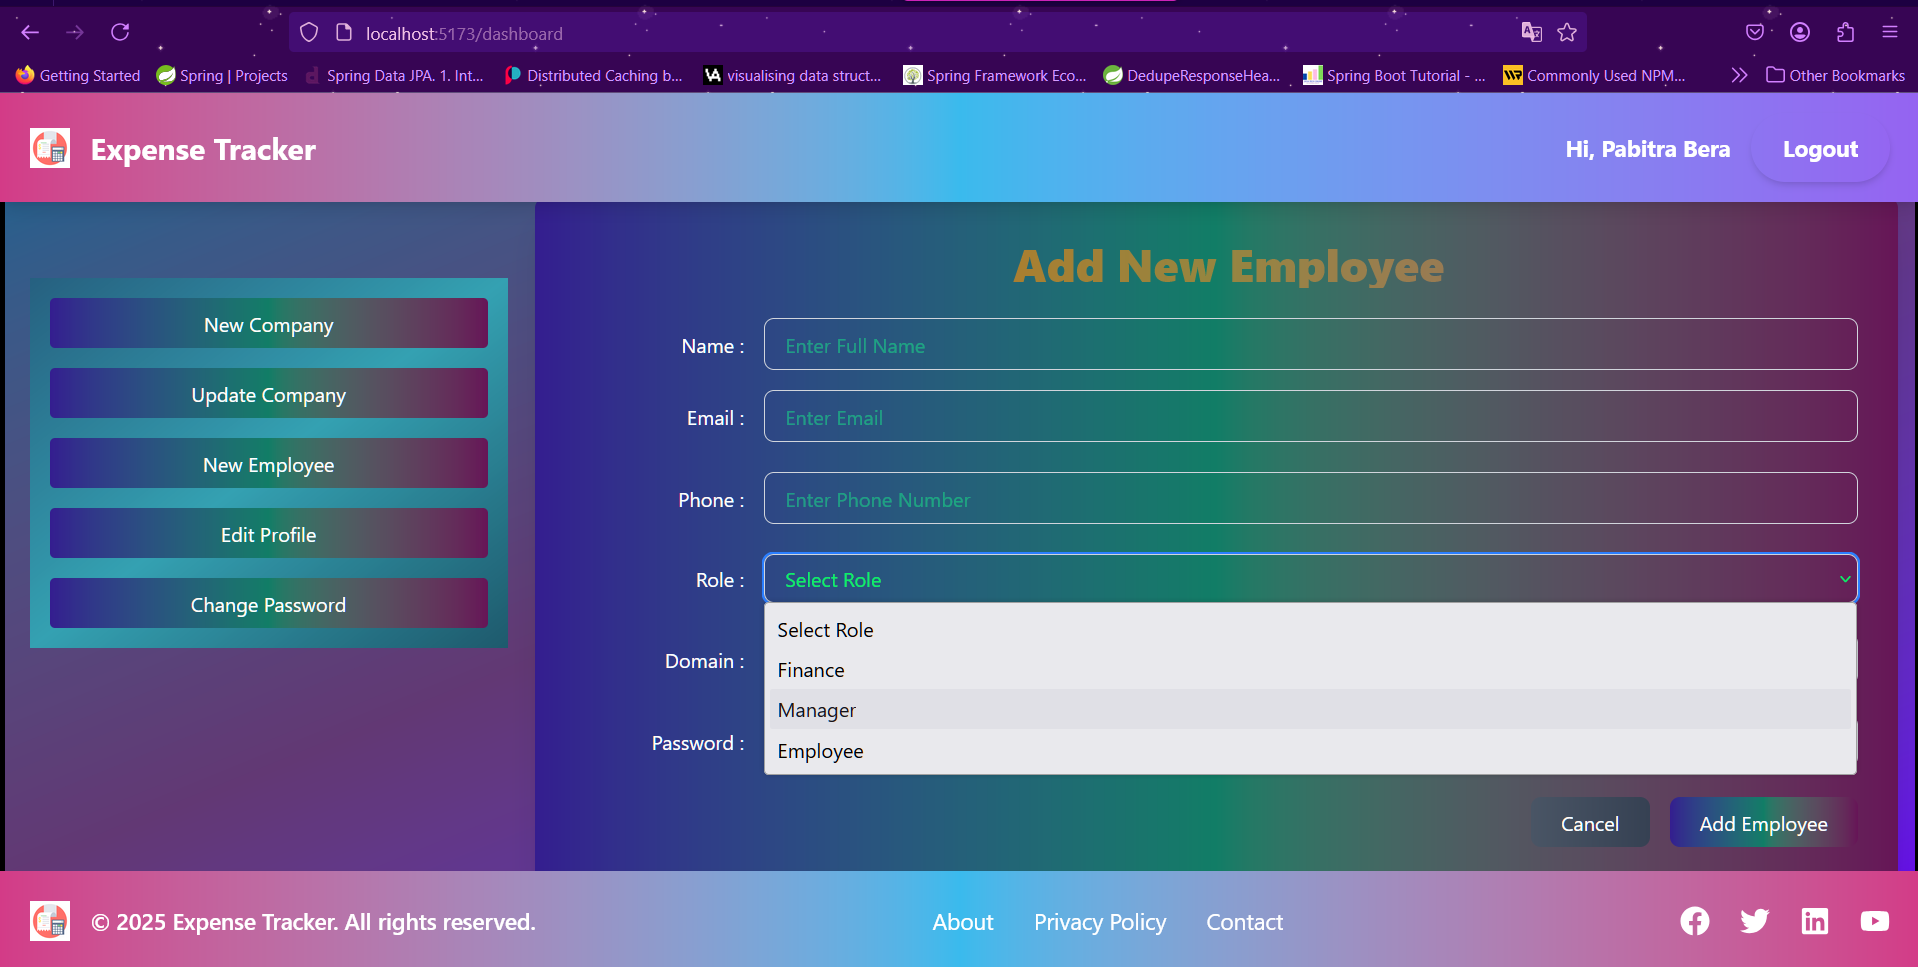 localhost:5173/dashboard
Getting Started
Spring | Projects
Spring Data JPA. 1. Int...
Distributed Caching b...
visualising data struct...
Spring Framework Eco...
DedupeResponseHea...
Spring Boot Tutorial - ...
Commonly Used NPM...
Other Bookmarks
Expense Tracker
Hi, Pabitra Bera
Logout
New Company
Update Company
New Employee
Edit Profile
Change Password
Add New Employee
Name :
Enter Full Name
Email :
Enter Email
Phone :
Enter Phone Number
Role :
Select Role
Select Role
Finance
Manager
Employee
Domain :
Password :
Cancel
Add Employee
© 2025 Expense Tracker. All rights reserved.
About
Privacy Policy
Contact